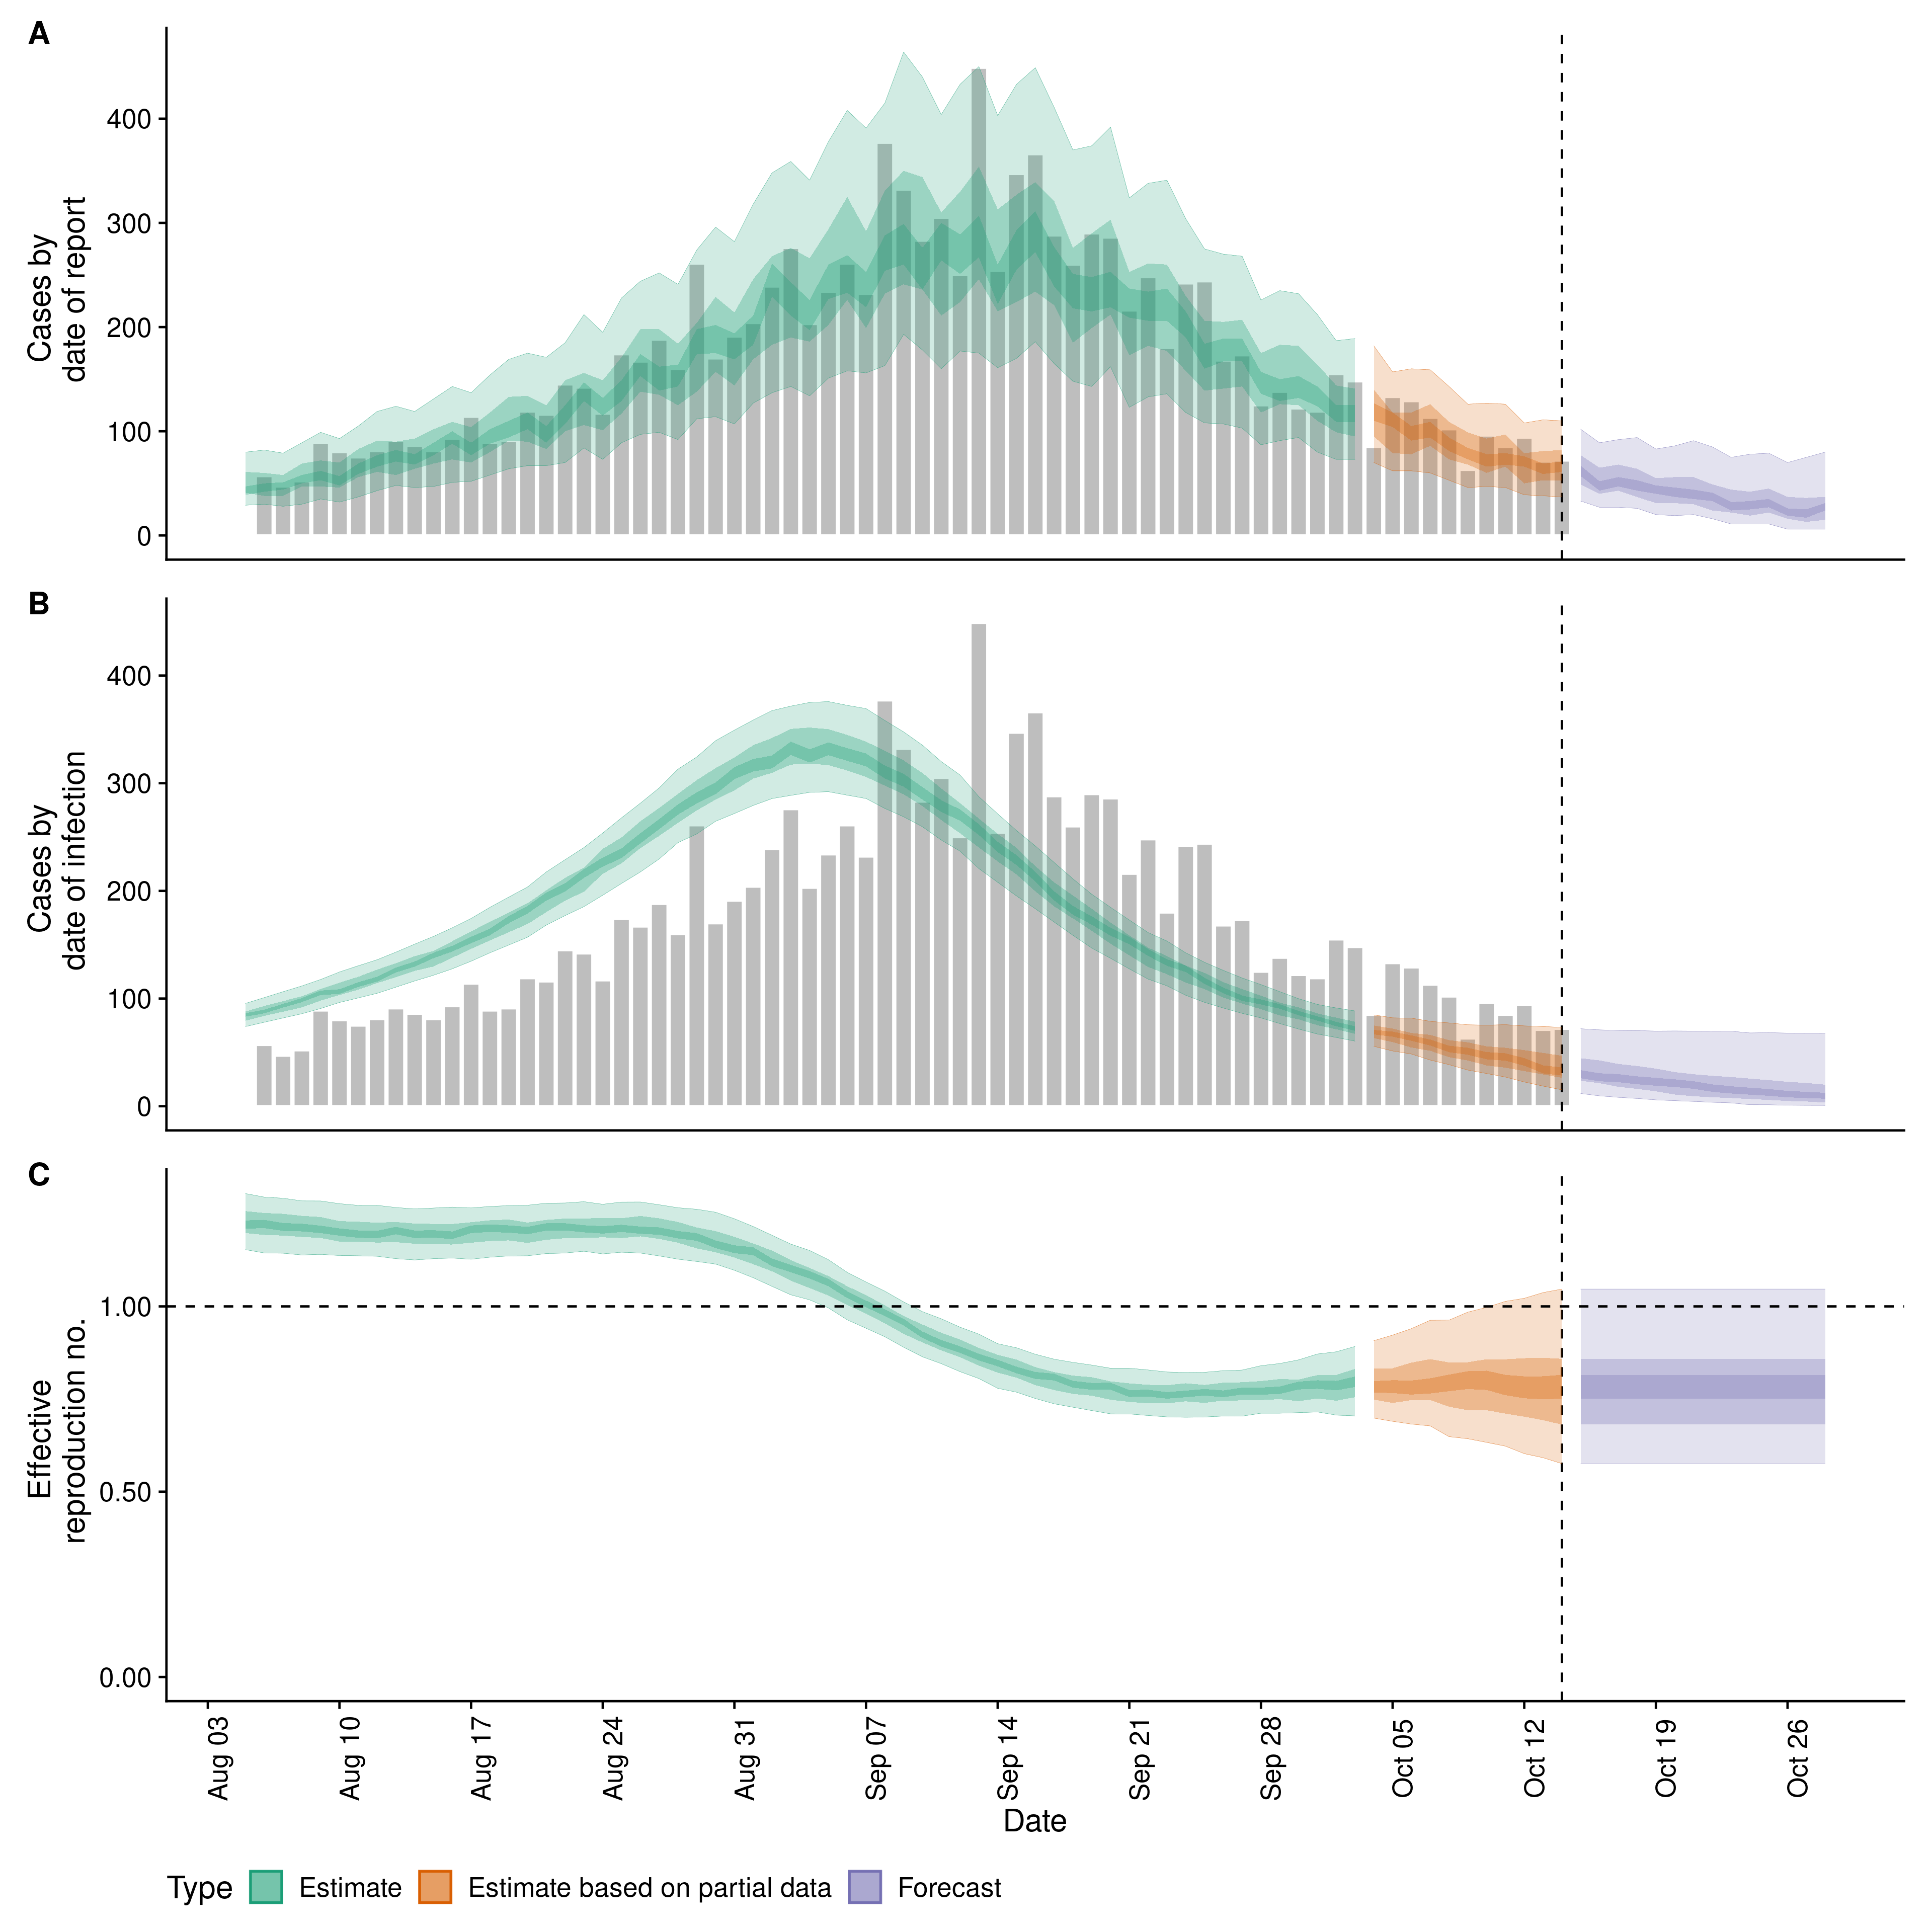 A
Cases by
date of report
400
300
200
100
0
B
Cases by
date of infection
400
300
200
100
0
C
Effective
reproduction no.
1.00
0.50
0.00
Aug 03
Aug 10
Aug 17
Aug 24
Aug 31
Sep 07
Sep 14
Sep 21
Sep 28
Oct 05
Oct 12
Oct 19
Oct 26
Date
Type Estimate Estimate based on partial data Forecast